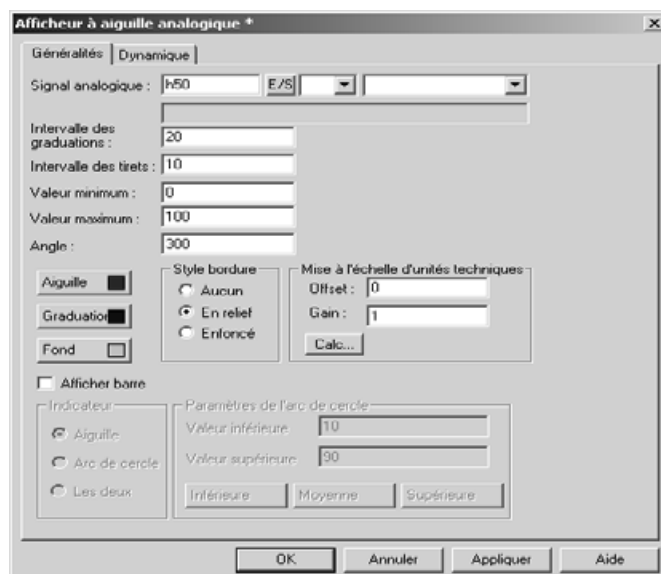 Afficheur à aiguille analogique *
Généralités Dynamique
Signal analogique : h50 E/S
Intervalle des graduations : 20
Intervalle des tirets : 10
Valeur minimum : 0
Valeur maximum : 100
Angle : 300
Aiguille
Graduation
Fond
Style bordure
Aucun
En relief
Enfoncé
Mise à l'échelle d'unités techniques
Offset : 0
Gain : 1
Calc...
Afficher barre
Indicateur
Aiguille
Arc de cercle
Les deux
Paramètres de l'arc de cercle
Valeur inférieure 10
Valeur supérieure 90
Intérieure Moyenne Supérieure
OK Annuler Appliquer Aide